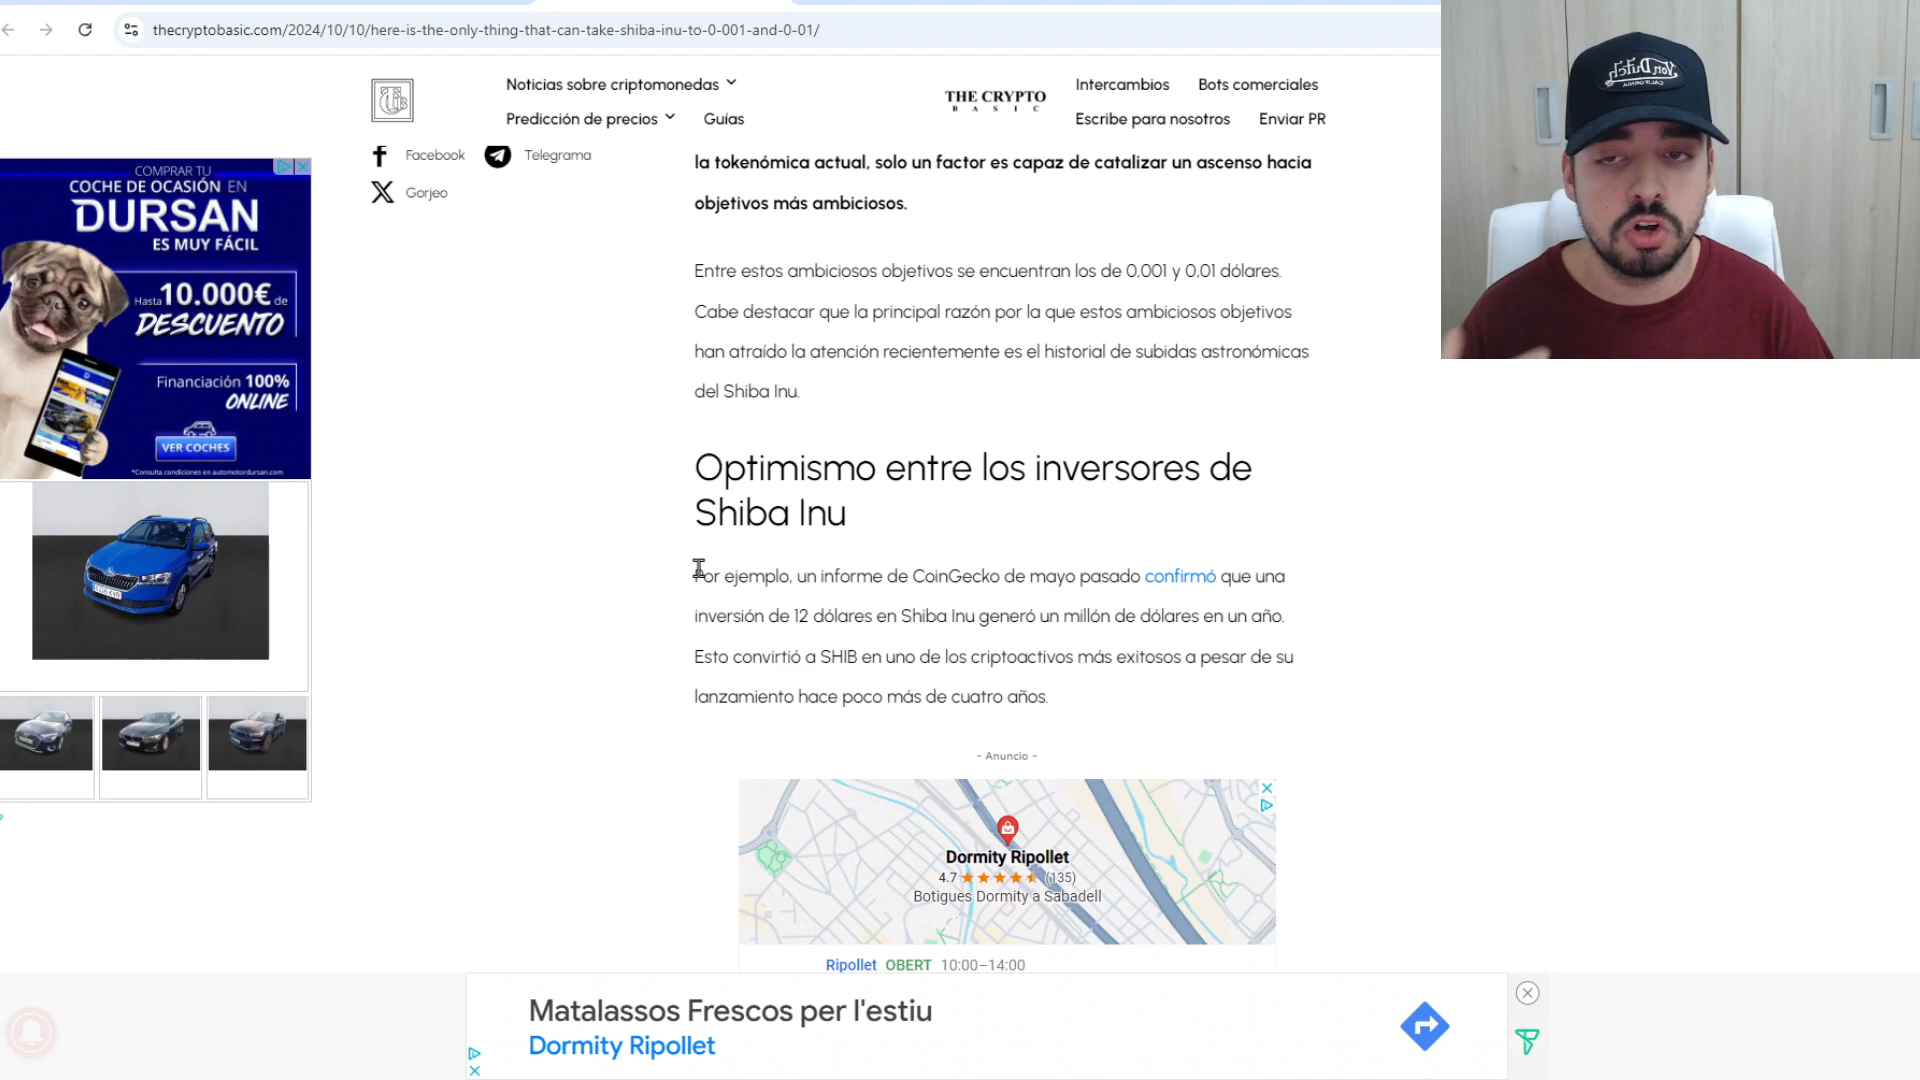 thecryptobasic.com/2024/10/10/here-is-the-only-thing-that-can-take-shiba-inu-to-0-001-and-0-01/
Noticias sobre criptomonedas
Predicción de precios
Guías
THE CRYPTO
BASIC
Intercambios
Bots comerciales
Escribe para nosotros
Enviar PR
Facebook
Telegrama
Gorjeo
COMPRAR TU
COCHE DE OCASIÓN EN
DURSAN
ES MUY FÁCIL
Hasta 10.000€ de
DESCUENTO
Financiación 100%
ONLINE
VER COCHES
*Consulta condiciones en automotordursan.com
la tokenómica actual, solo un factor es capaz de catalizar un ascenso hacia
objetivos más ambiciosos.
Entre estos ambiciosos objetivos se encuentran los de 0,001 y 0,01 dólares.
Cabe destacar que la principal razón por la que estos ambiciosos objetivos
han atraído la atención recientemente es el historial de subidas astronómicas
del Shiba Inu.
Optimismo entre los inversores de
Shiba Inu
Por ejemplo, un informe de CoinGecko de mayo pasado confirmó que una
inversión de 12 dólares en Shiba Inu generó un millón de dólares en un año.
Esto convirtió a SHIB en uno de los criptoactivos más exitosos a pesar de su
lanzamiento hace poco más de cuatro años.
- Anuncio -
Dormity Ripollet
4.7 (135)
Botigues Dormity a Sabadell
Ripollet OBERT 10:00–14:00
Matalassos Frescos per l'estiu
Dormity Ripollet
Von Dutch